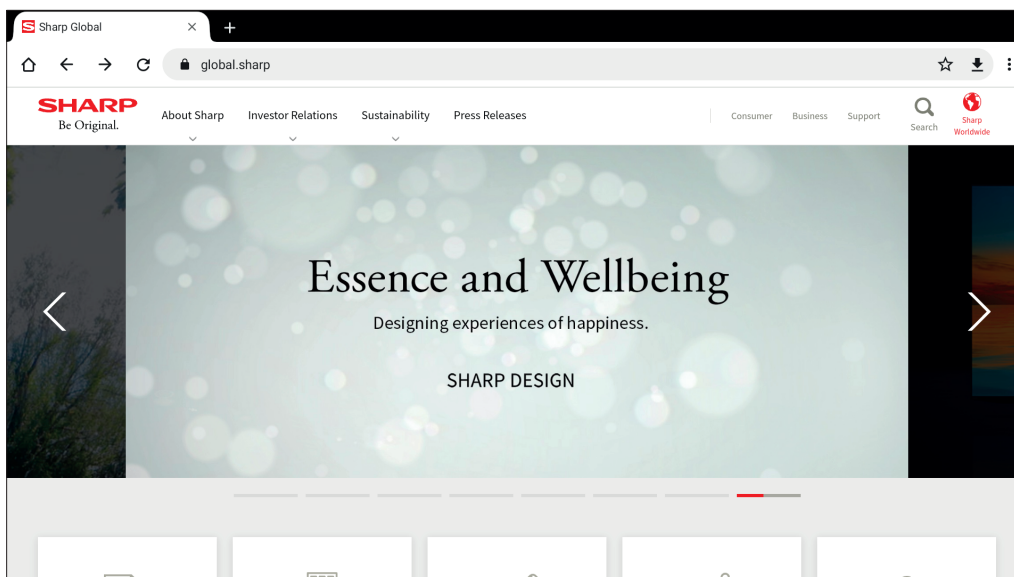 Sharp Global
global.sharp
SHARP
Be Original.
About Sharp
Investor Relations
Sustainability
Press Releases
Consumer
Business
Support
Search
Sharp
Worldwide
Essence and Wellbeing
Designing experiences of happiness.
SHARP DESIGN